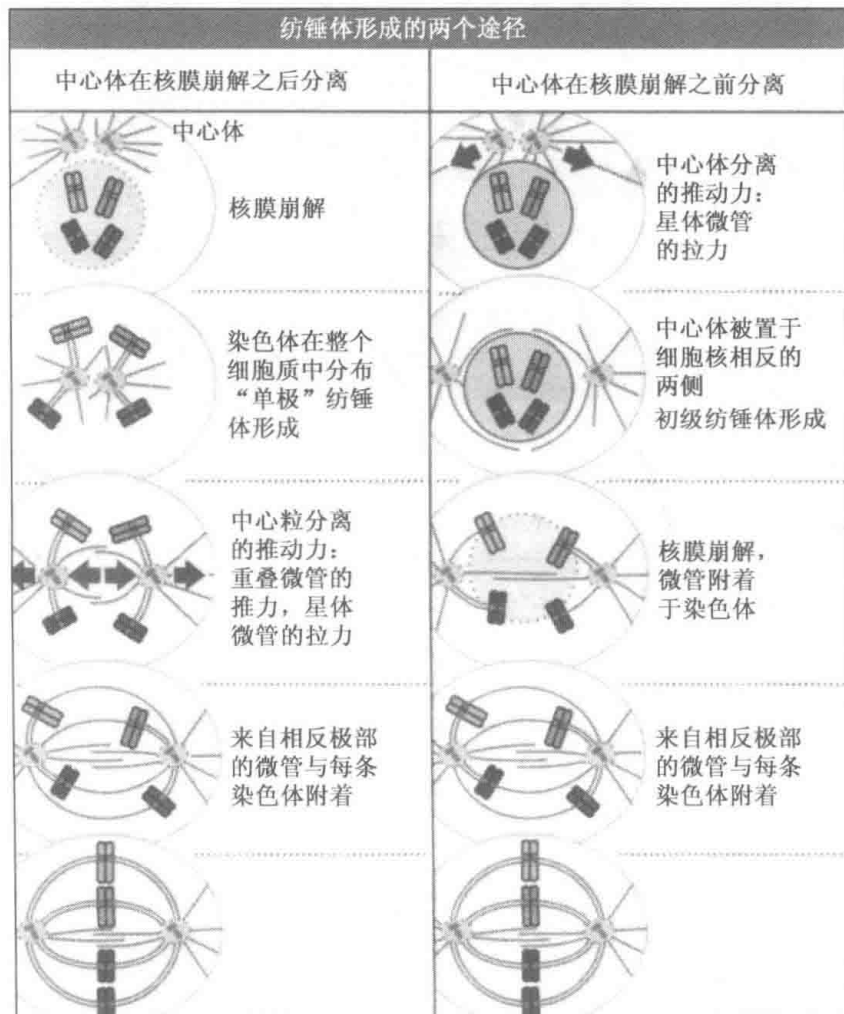 纺锤体形成的两个途径
中心体在核膜崩解之后分离
中心体在核膜崩解之前分离
中心体
核膜崩解
染色体在整个
细胞质中分布
“单极”纺锤
体形成
中心粒分离
的推动力:
重叠微管的
推力，星体
微管的拉力
来自相反极部
的微管与每条
染色体附着
中心体分离
的推动力:
星体微管
的拉力
中心体被置于
细胞核相反的
两侧
初级纺锤体形成
核膜崩解，
微管附着
于染色体
来自相反极部
的微管与每条
染色体附着